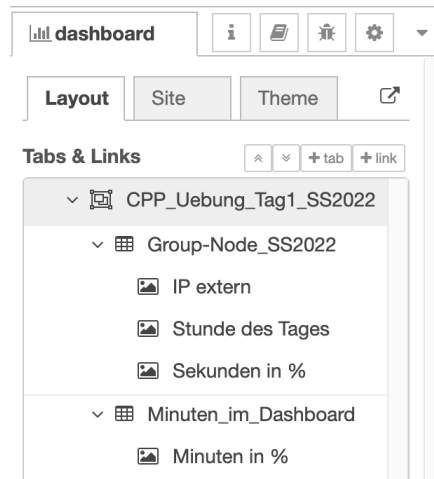 dashboard
Layout Site Theme
Tabs & Links + tab + link
CPP_Uebung_Tag1_SS2022
Group-Node_SS2022
IP extern
Stunde des Tages
Sekunden in %
Minuten_im_Dashboard
Minuten in %